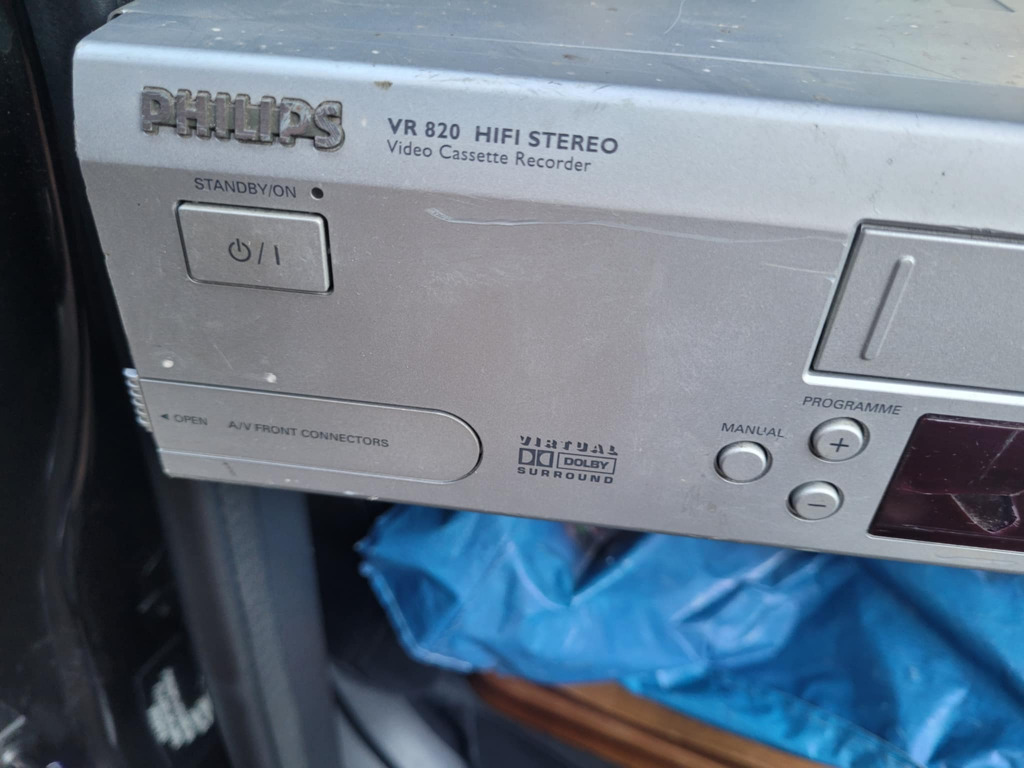 PHILIPS
VR 820 HIFI STEREO
Video Cassette Recorder
STANDBY/ON
⏻/I
◄ OPEN A/V FRONT CONNECTORS
PROGRAMME
MANUAL
+
−
VIRTUAL
DOLBY
SURROUND